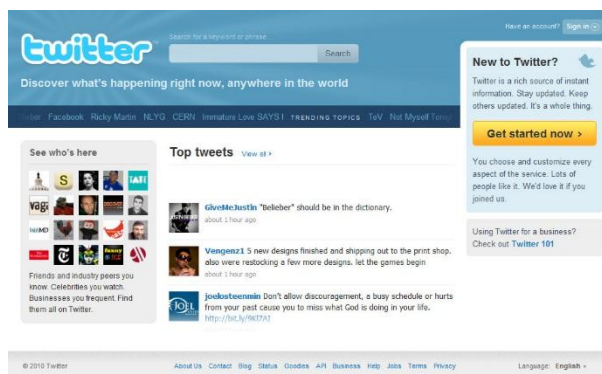 Have an account? Sign in
twitter
Search for a keyword or phrase...
Search
Discover what's happening right now, anywhere in the world
Facebook Ricky Martin NLYG CERN Immature Love SAYS I TRENDING TOPICS TeV Not Myself
New to Twitter?
Twitter is a rich source of instant
information. Stay updated. Keep
others updated. It's a whole thing.
Get started now ›
You choose and customize every
aspect of the service. Lots of
people like it. We'd love it if you
joined us.
Using Twitter for a business?
Check out Twitter 101
See who's here
Friends and industry peers you
know. Celebrities you watch.
Businesses you frequent. Find
them all on Twitter.
Top tweets View all ›
GiveMeJustin "Belieber" should be in the dictionary.
about 1 hour ago
Vengenz1 5 new designs finished and shipping out to the print shop.
also were restocking a few more designs. let the games begin
about 1 hour ago
JOEL
joelosteenmin Don't allow discouragement, a busy schedule or hurts
from your past cause you to miss what God is doing in your life.
© 2010 Twitter
About Us Contact Blog Status Goodies API Business Help Jobs Terms Privacy
Language: English